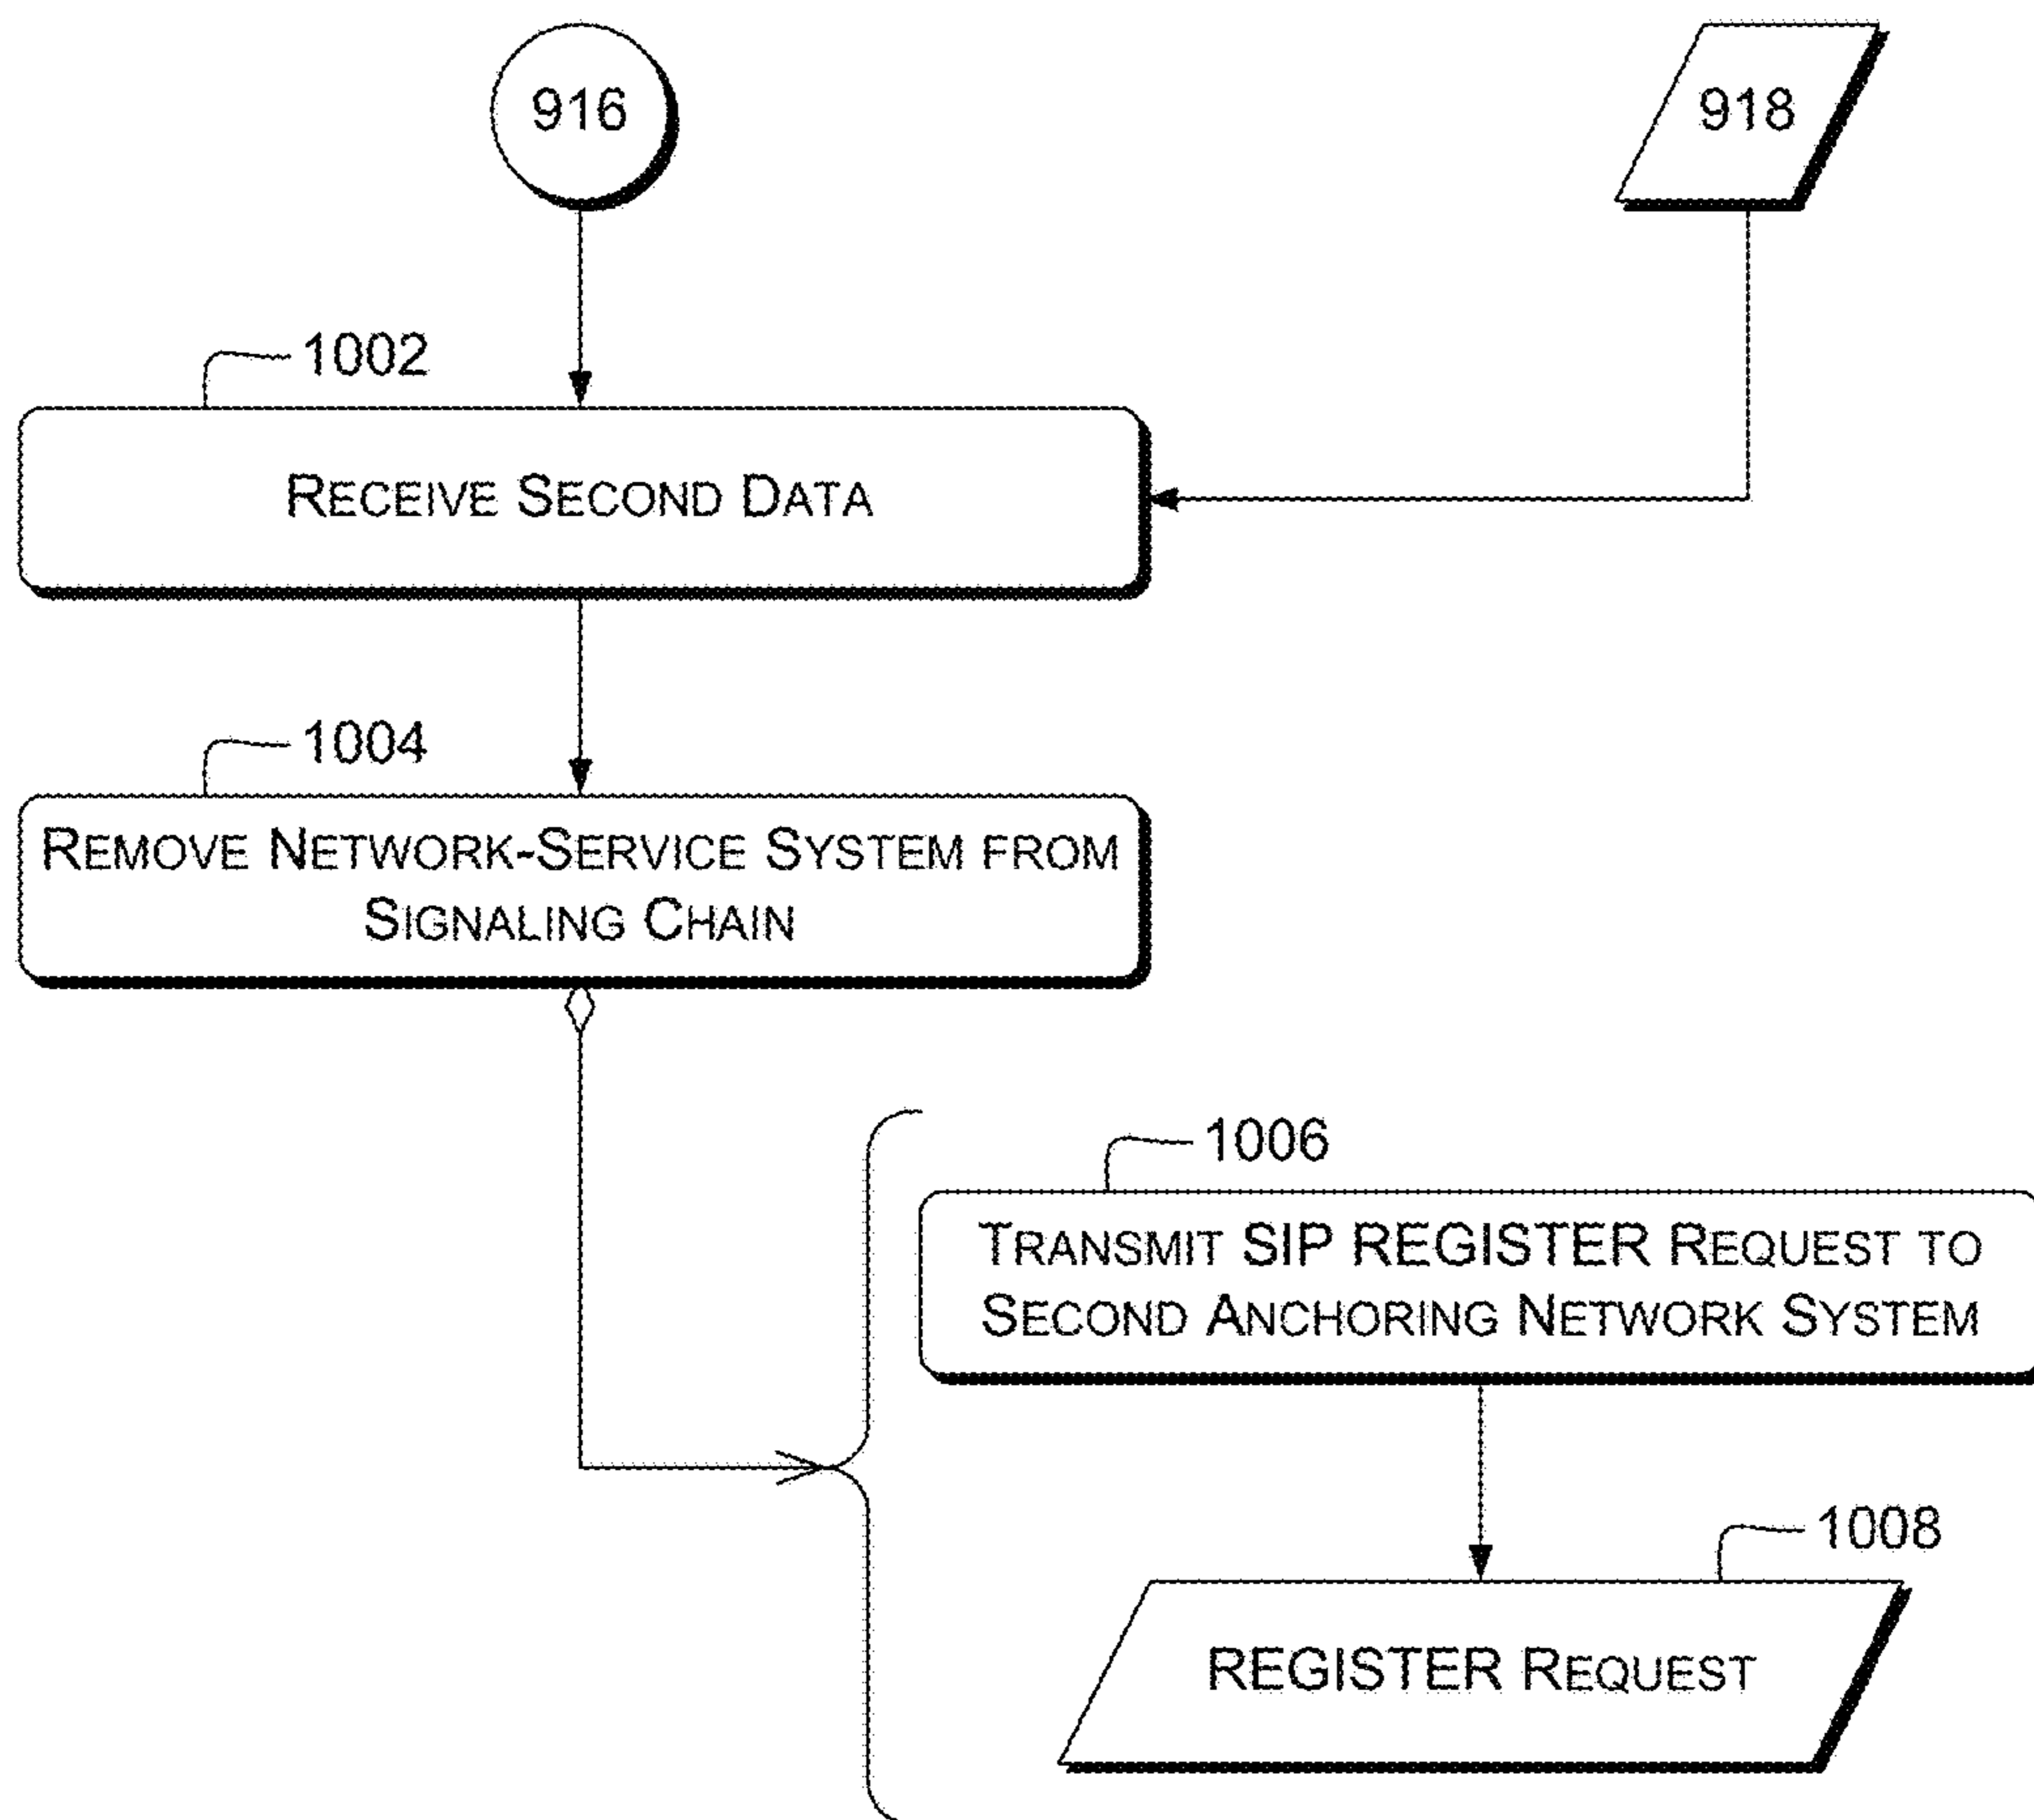 916
918
1002
RECEIVE SECOND DATA
1004
REMOVE NETWORK-SERVICE SYSTEM FROM
SIGNALING CHAIN
1006
TRANSMIT SIP REGISTER REQUEST TO
SECOND ANCHORING NETWORK SYSTEM
1008
REGISTER REQUEST